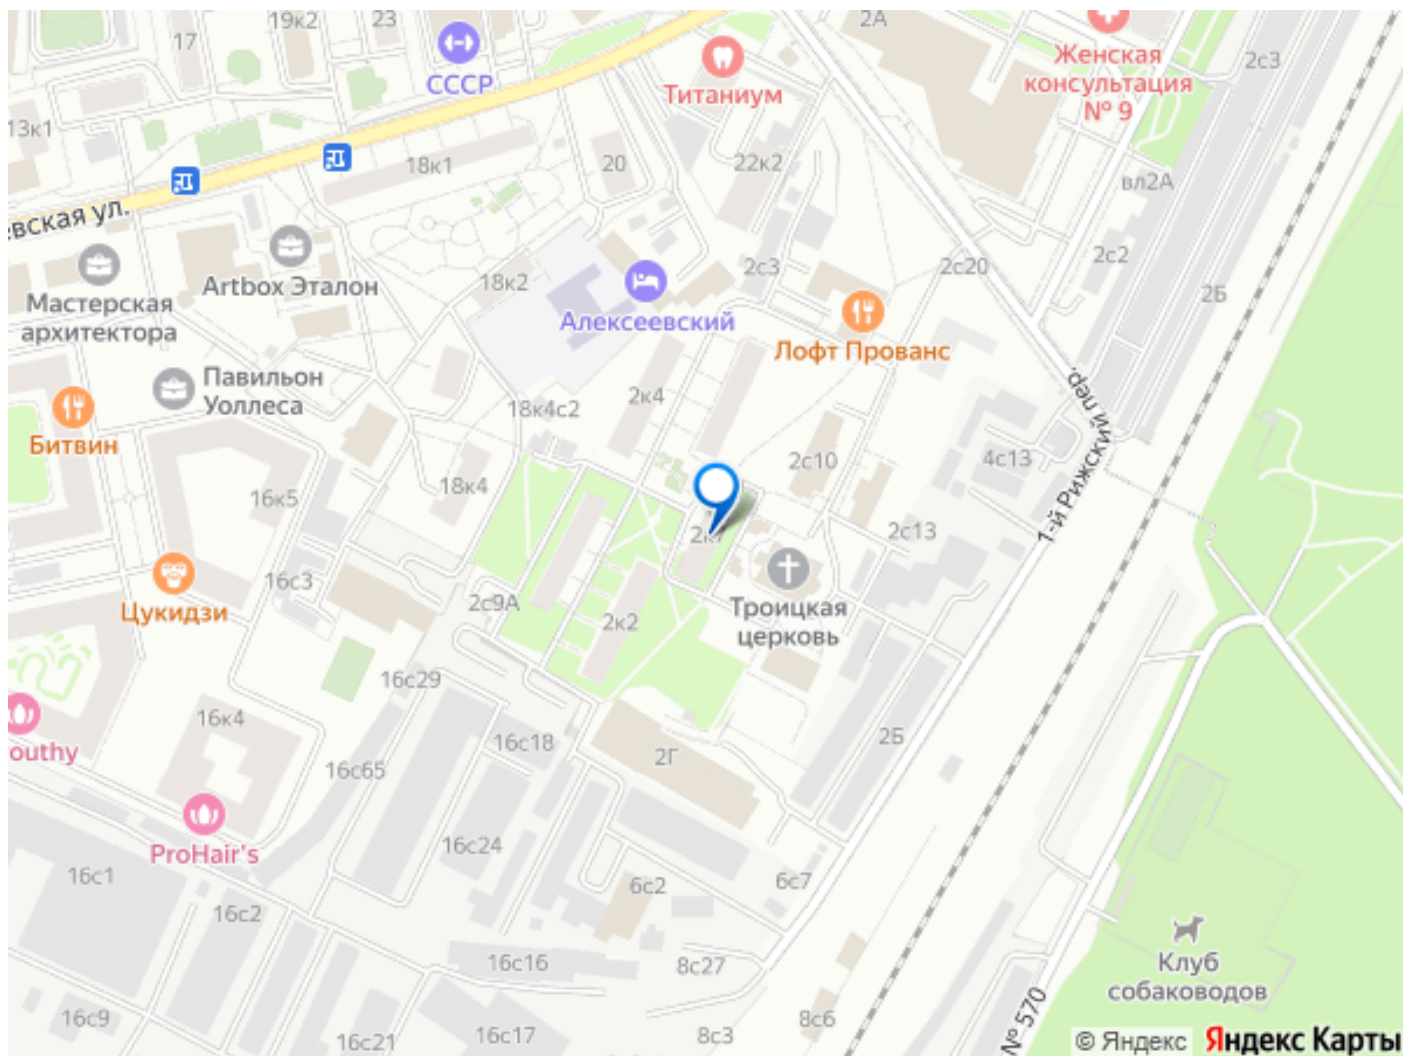 19к2
23
2А
17
СССР
Титаниум
Женская
консультация
№ 9
2с3
13к1
18к1
20
22к2
вл2А
вская ул.
Artbox Эталон
Мастерская
архитектора
18к2
Алексеевский
2с3
2с20
2с2
2Б
Лофт Прованс
Павильон
Уоллеса
Битвин
18к4с2
2к4
1-й Рижский пер.
2с10
4с13
16к5
18к4
2с13
16с3
Цукидзи
2с9А
2к2
Троицкая
церковь
16с29
outhy
16к4
16с18
2Г
2Б
16с65
ProHair's
16с24
16с1
6с2
6с7
16с2
16с16
8с27
Клуб
собаководов
16с9
16с21
16с17
8с3
8с6
№ 570
© Яндекс Яндекс Карты